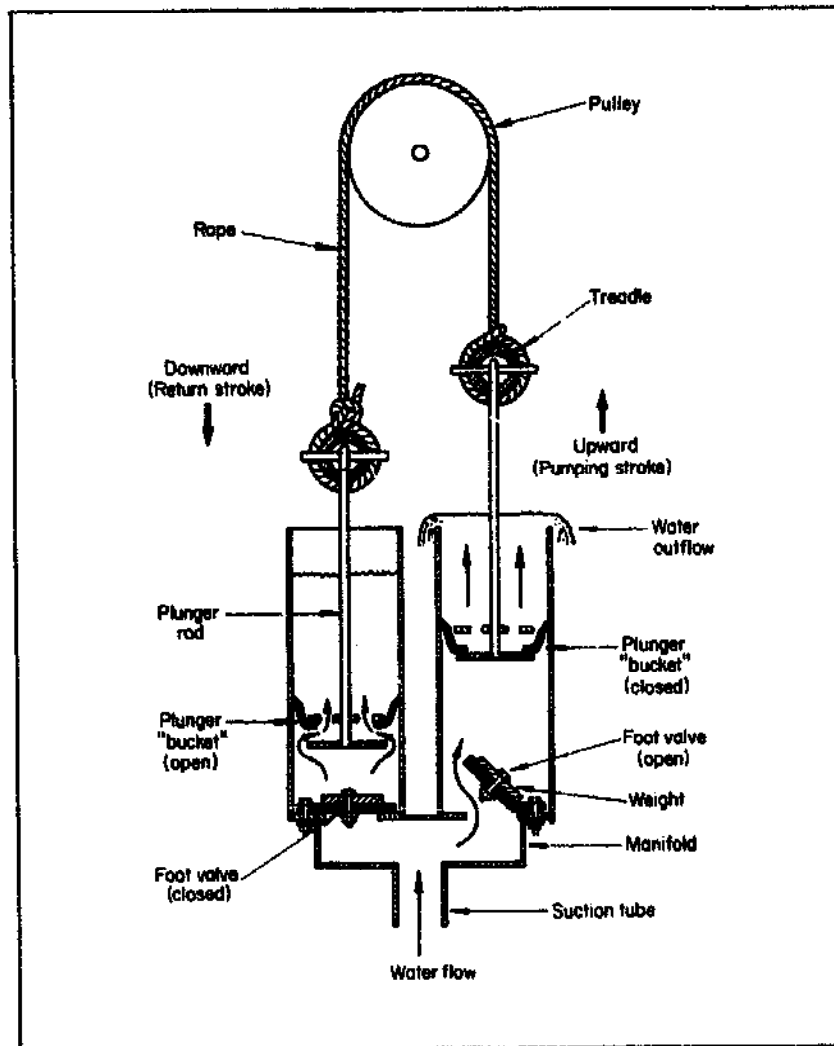 Pulley
Rope
Treadle
Downward
(Return stroke)
Upward
(Pumping stroke)
Water
outflow
Plunger
rod
Plunger
"bucket"
(closed)
Plunger
"bucket"
(open)
Foot valve
(open)
Weight
Manifold
Foot valve
(closed)
Suction tube
Water flow